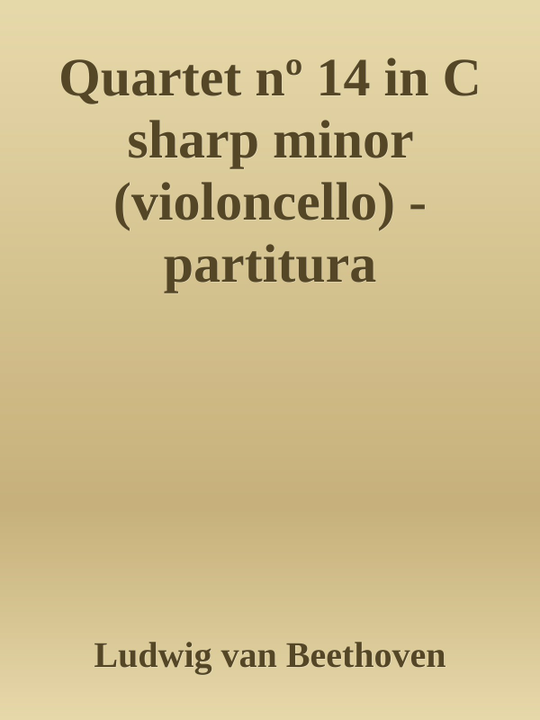 Quartet nº 14 in C
sharp minor
(violoncello) -
partitura
Ludwig van Beethoven